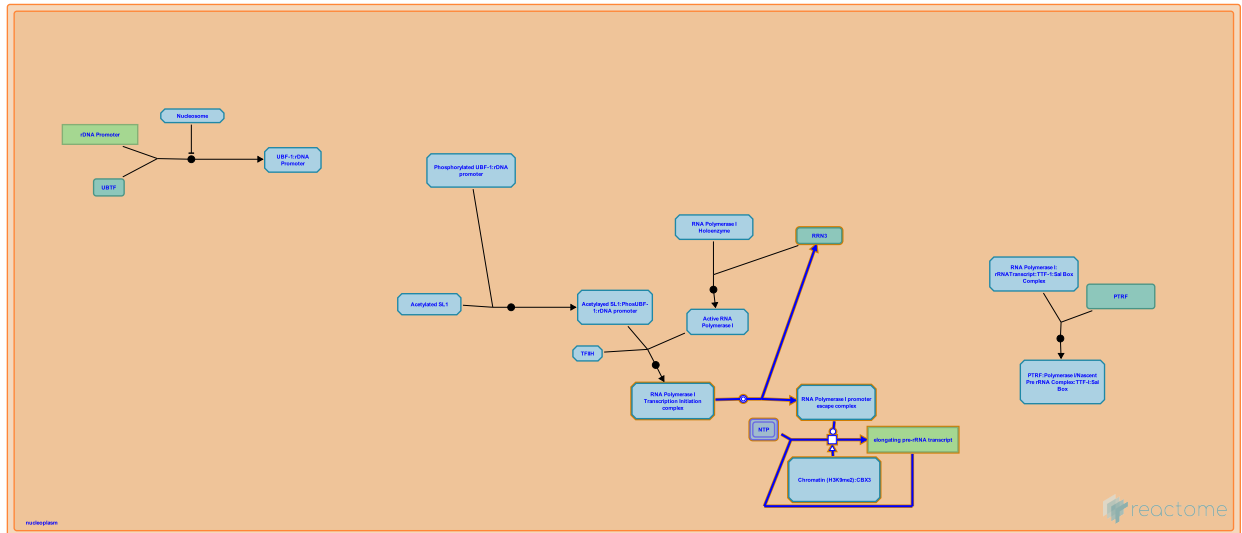 Nucleosome
rDNA Promoter
UBTF
UBF-1:rDNA
Promoter
Phosphorylated UBF-1:rDNA
promoter
RNA Polymerase I
Holoenzyme
RRN3
Acetylated SL1
Acetylayed SL1:PhosUBF-
1:rDNA promoter
Active RNA
Polymerase I
TFIIH
RNA Polymerase I
Transcription Initiation
complex
RNA Polymerase I promoter
escape complex
NTP
elongating pre-rRNA transcript
Chromatin (H3K9me2):CBX3
RNA Polymerase I:
rRNATranscript:TTF-1:Sal Box
Complex
PTRF
PTRF:Polymerase I/Nascent
Pre rRNA Complex:TTF-I:Sal
Box
nucleoplasm
reactome